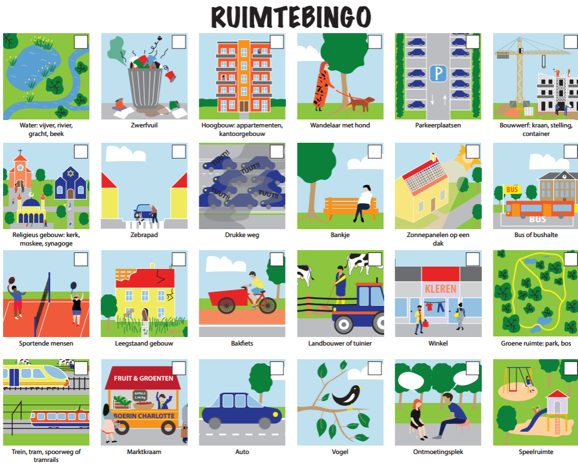 RUIMTEBINGO
Water: vijver, rivier,
gracht, beek
Zwerfvuil
Hoogbouw: appartementen,
kantoorgebouw
Wandelaar met hond
P
Parkeerplaatsen
Bouwwerf: kraan, stelling,
container
Religieus gebouw: kerk,
moskee, synagoge
Zebrapad
TUUT!!
TUUT!!
TUUT!!
Drukke weg
Bankje
Zonnepanelen op een
dak
BUS
BUS
Bus of bushalte
Sportende mensen
Leegstaand gebouw
Bakfiets
Landbouwer of tuinier
KLEREN
Winkel
Groene ruimte: park, bos
Trein, tram, spoorweg of
tramrails
FRUIT & GROENTEN
BOERIN CHARLOTTE
Marktkraam
Auto
Vogel
Ontmoetingsplek
Speelruimte